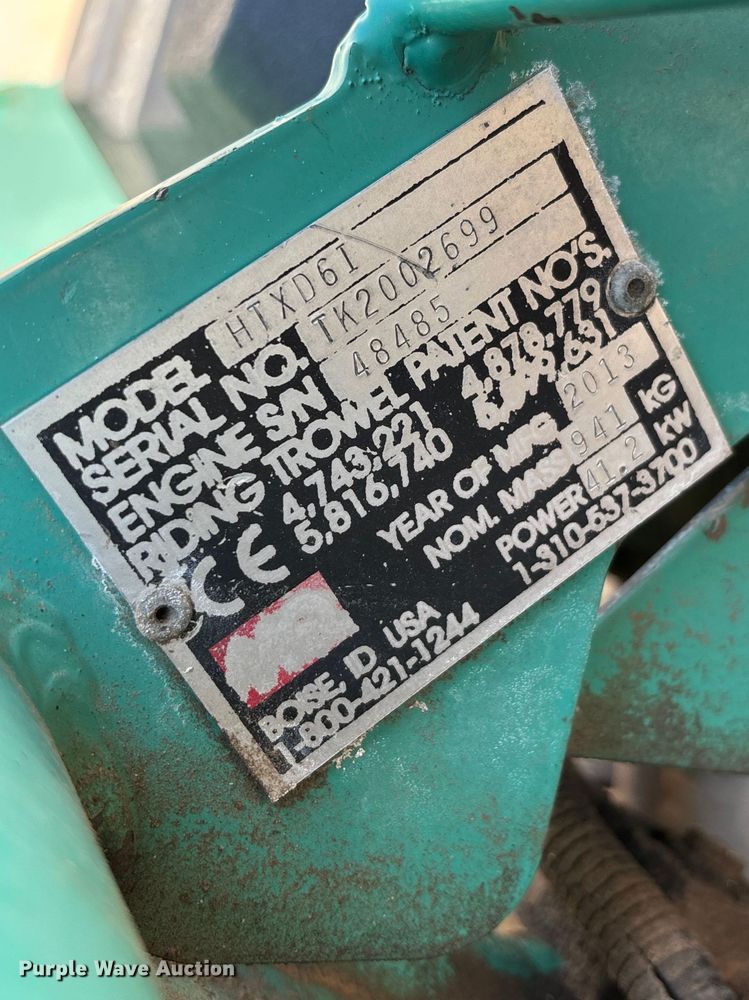 MODEL HTXD6I
SERIAL NO. TK2002699
ENGINE S/N 48485
RIDING TROWEL PATENT NO'S.
4,743,221 4,878,779
5,816,740
CE
YEAR OF MFG 2013
NOM. MASS 941 KG
POWER 41.2 KW
1-310-537-3700
BOISE, ID USA
1-800-421-1244
Purple Wave Auction